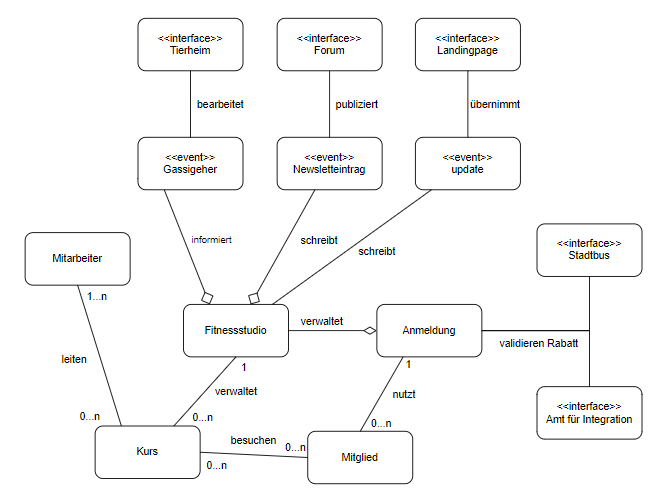 <<interface>>
Tierheim
<<interface>>
Forum
<<interface>>
Landingpage
bearbeitet
publiziert
übernimmt
<<event>>
Gassigeher
<<event>>
Newsletteintrag
<<event>>
update
informiert
schreibt
schreibt
Mitarbeiter
<<interface>>
Stadtbus
1...n
Fitnessstudio
verwaltet
Anmeldung
validieren Rabatt
leiten
1
verwaltet
1
nutzt
<<interface>>
Amt für Integration
0...n
0...n
0...n
Kurs
besuchen
0...n
0...n
Mitglied